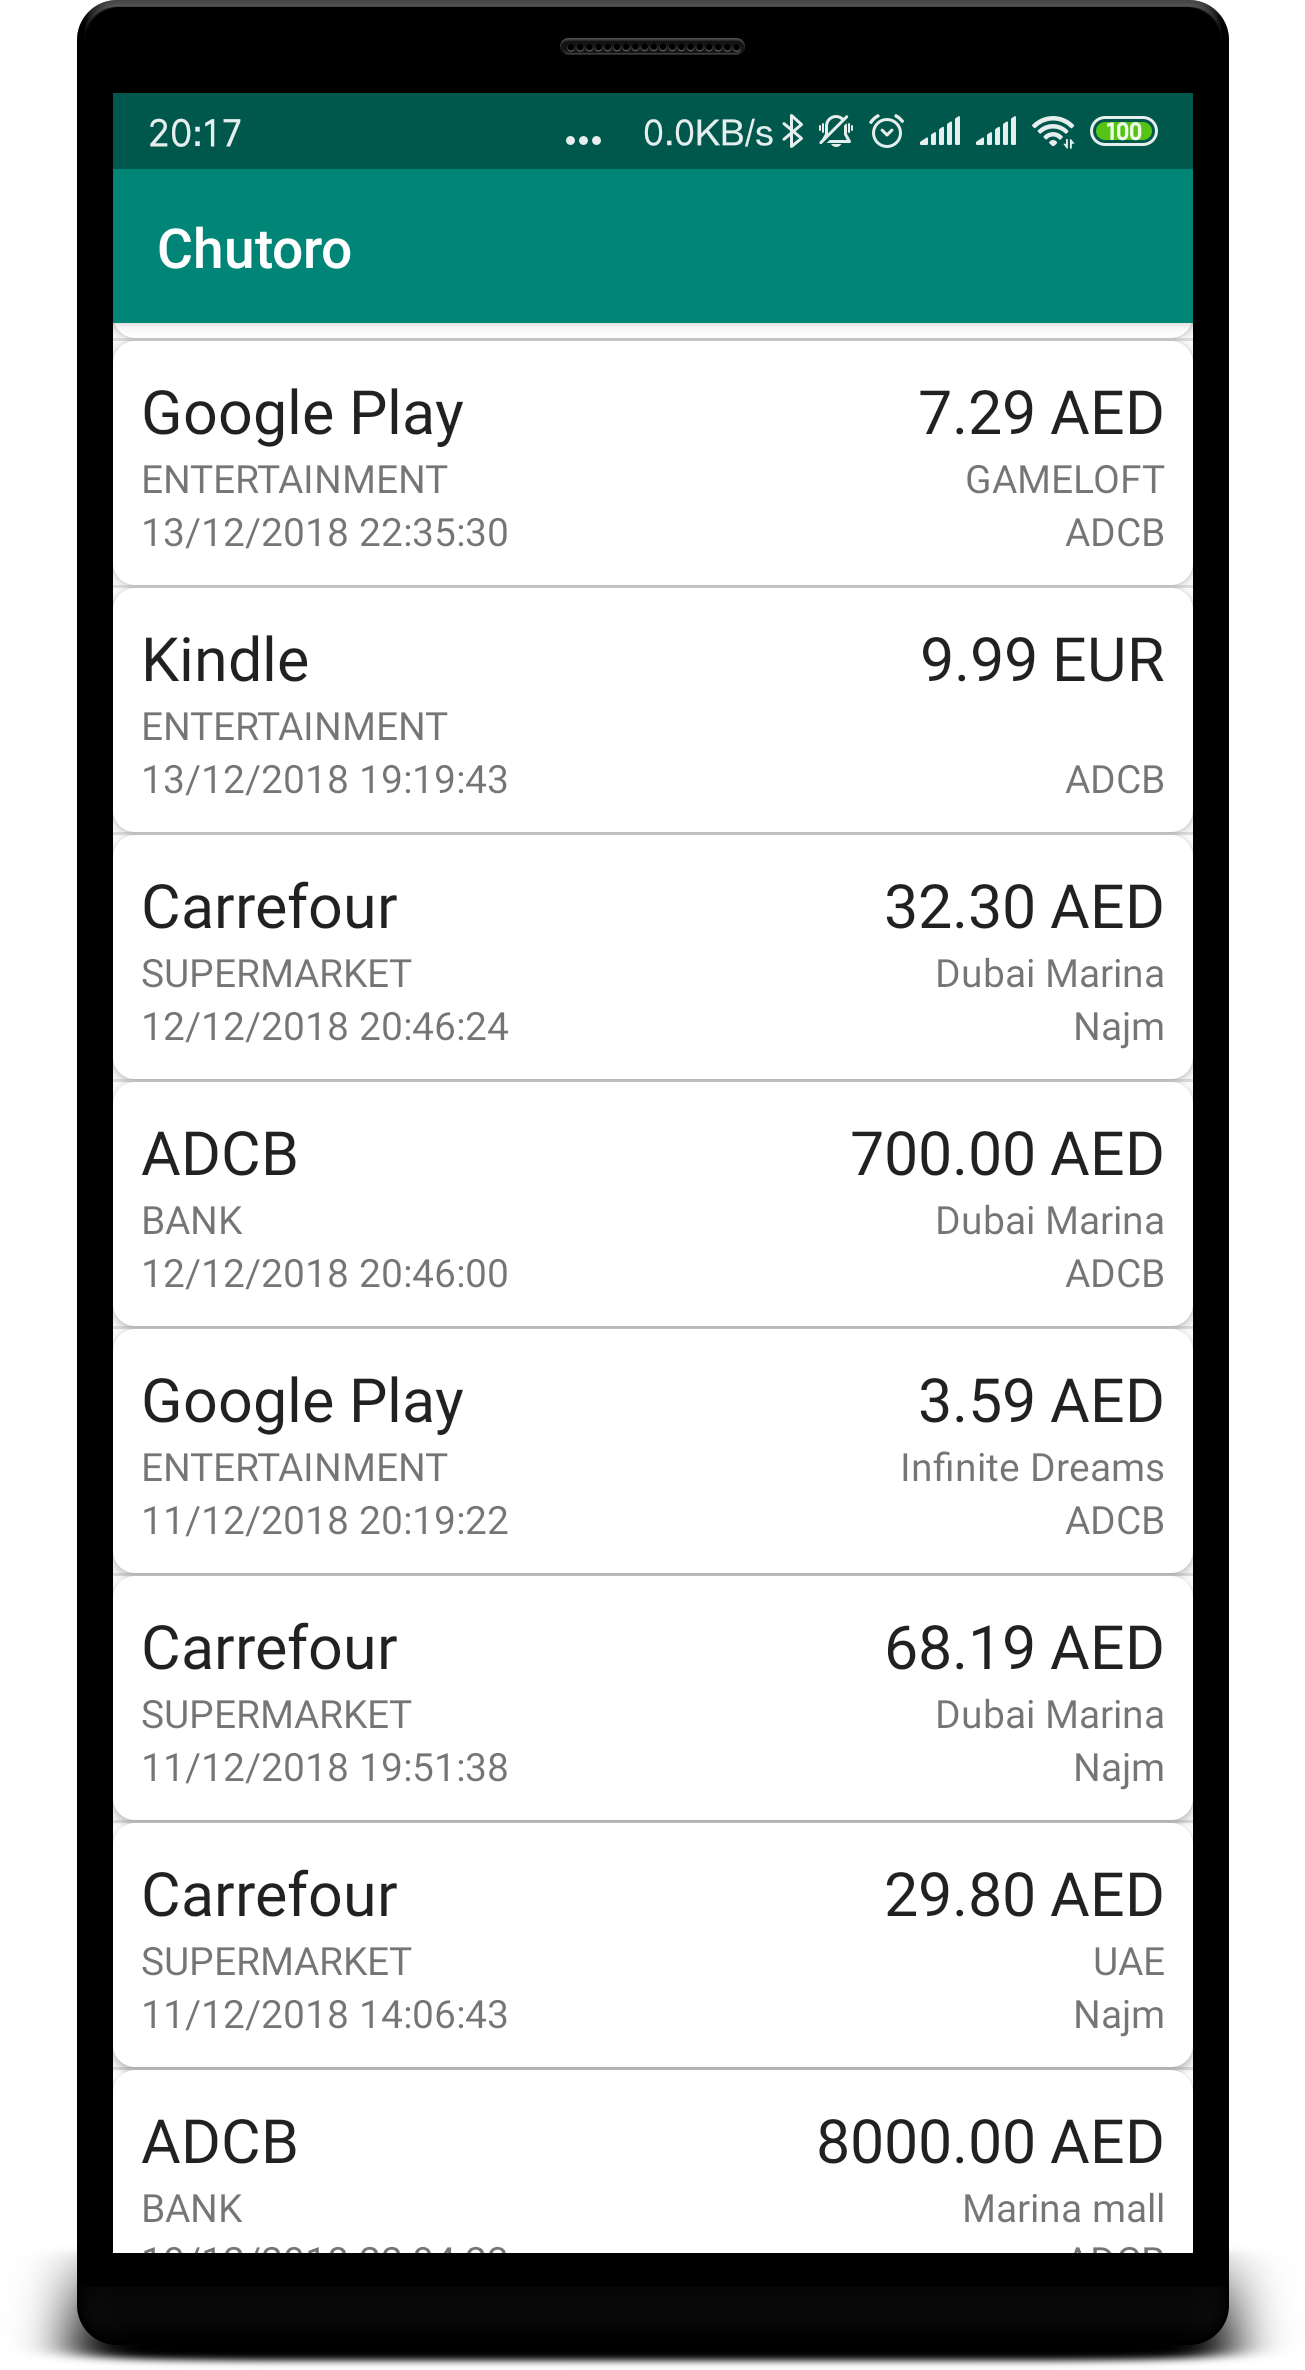 20:17 ... 0.0KB/s 100
Chutoro
Google Play 7.29 AED
ENTERTAINMENT GAMELOFT
13/12/2018 22:35:30 ADCB
Kindle 9.99 EUR
ENTERTAINMENT
13/12/2018 19:19:43 ADCB
Carrefour 32.30 AED
SUPERMARKET Dubai Marina
12/12/2018 20:46:24 Najm
ADCB 700.00 AED
BANK Dubai Marina
12/12/2018 20:46:00 ADCB
Google Play 3.59 AED
ENTERTAINMENT Infinite Dreams
11/12/2018 20:19:22 ADCB
Carrefour 68.19 AED
SUPERMARKET Dubai Marina
11/12/2018 19:51:38 Najm
Carrefour 29.80 AED
SUPERMARKET UAE
11/12/2018 14:06:43 Najm
ADCB 8000.00 AED
BANK Marina mall
ADCB